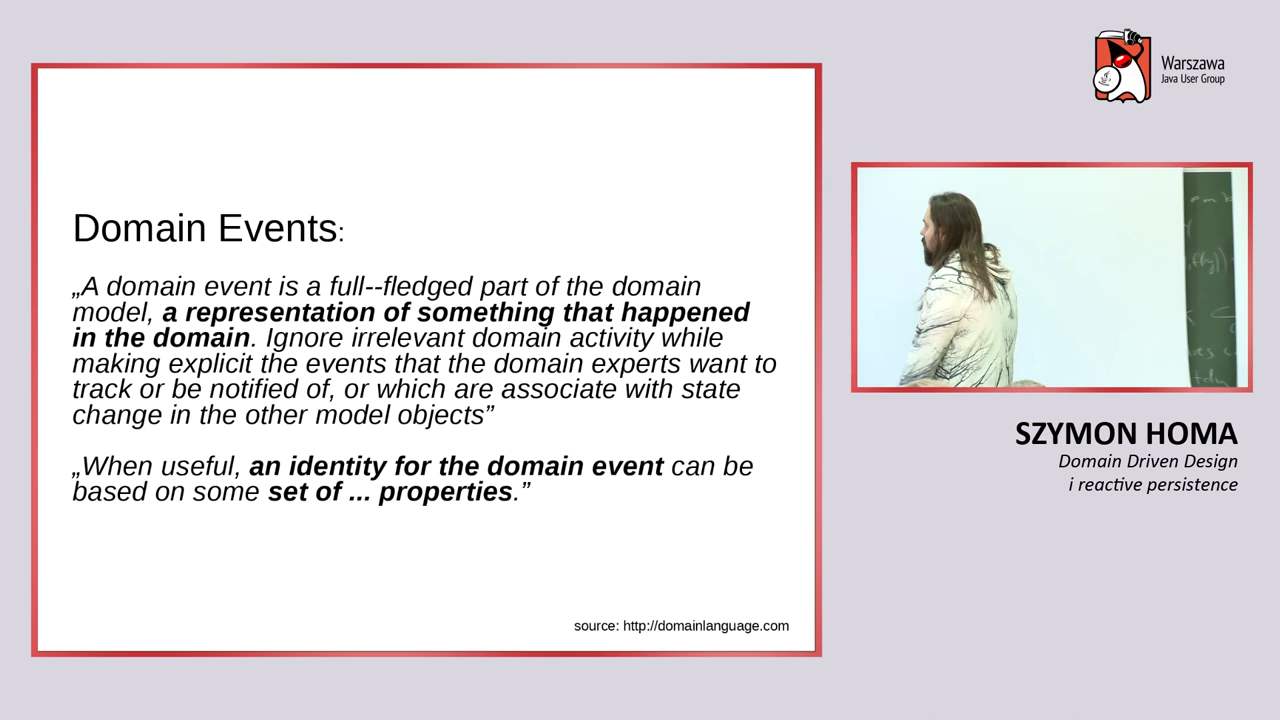 Warszawa
Java User Group
Domain Events:
„A domain event is a full--fledged part of the domain
model, a representation of something that happened
in the domain. Ignore irrelevant domain activity while
making explicit the events that the domain experts want to
track or be notified of, or which are associate with state
change in the other model objects”
„When useful, an identity for the domain event can be
based on some set of ... properties.”
source: http://domainlanguage.com
SZYMON HOMA
Domain Driven Design
i reactive persistence